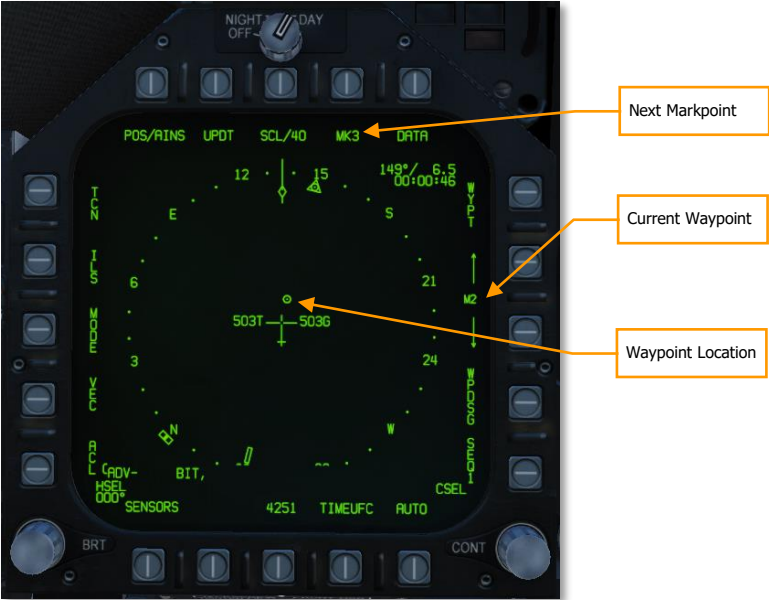 NIGHT DAY
OFF
POS/AINS UPDT SCL/40 MK3 DATA
149°/ 6.5
00:00:46
12 15
E S
6 21
3 24
N W
TCN
ILS
MODE
VEC
ACL
WYPT
M2
WPDSG
SEQ1
503T 503G
ADV- BIT,
HSEL
000°
CSEL
SENSORS 4251 TIMEUFC AUTO
BRT CONT
Next Markpoint
Current Waypoint
Waypoint Location